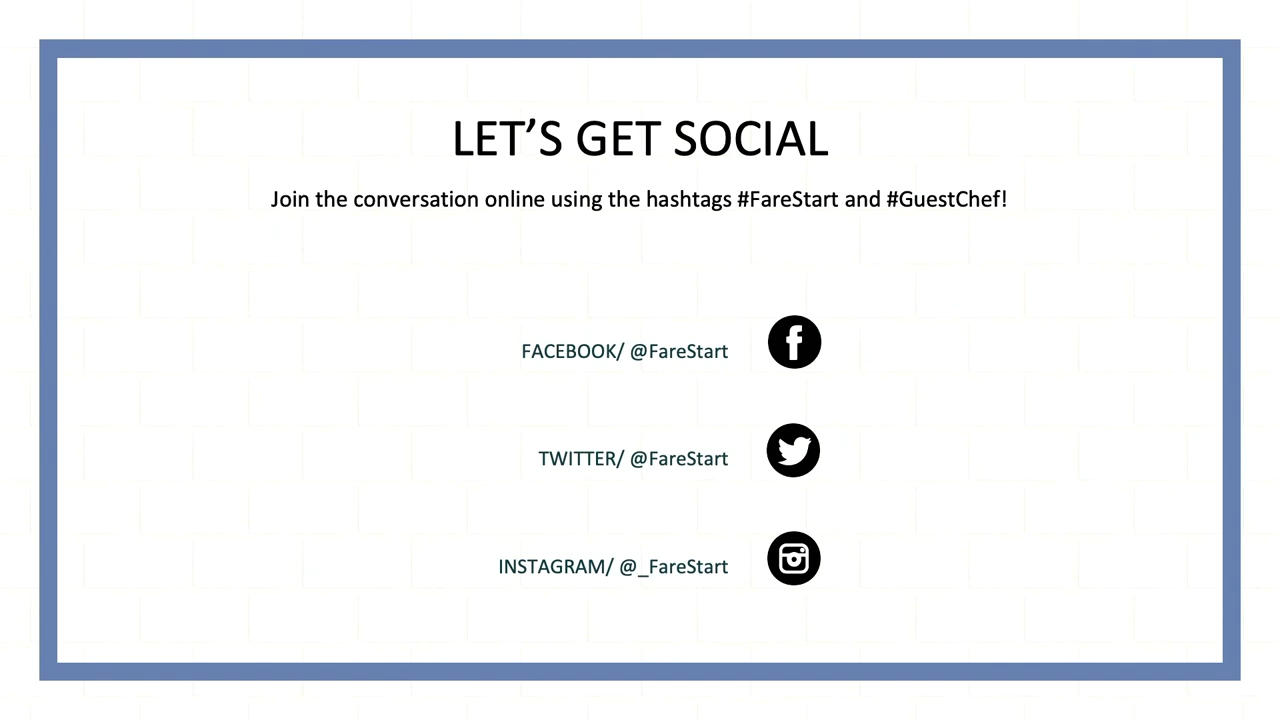 LET’S GET SOCIAL
Join the conversation online using the hashtags #FareStart and #GuestChef!
FACEBOOK/ @FareStart
TWITTER/ @FareStart
INSTAGRAM/ @_FareStart